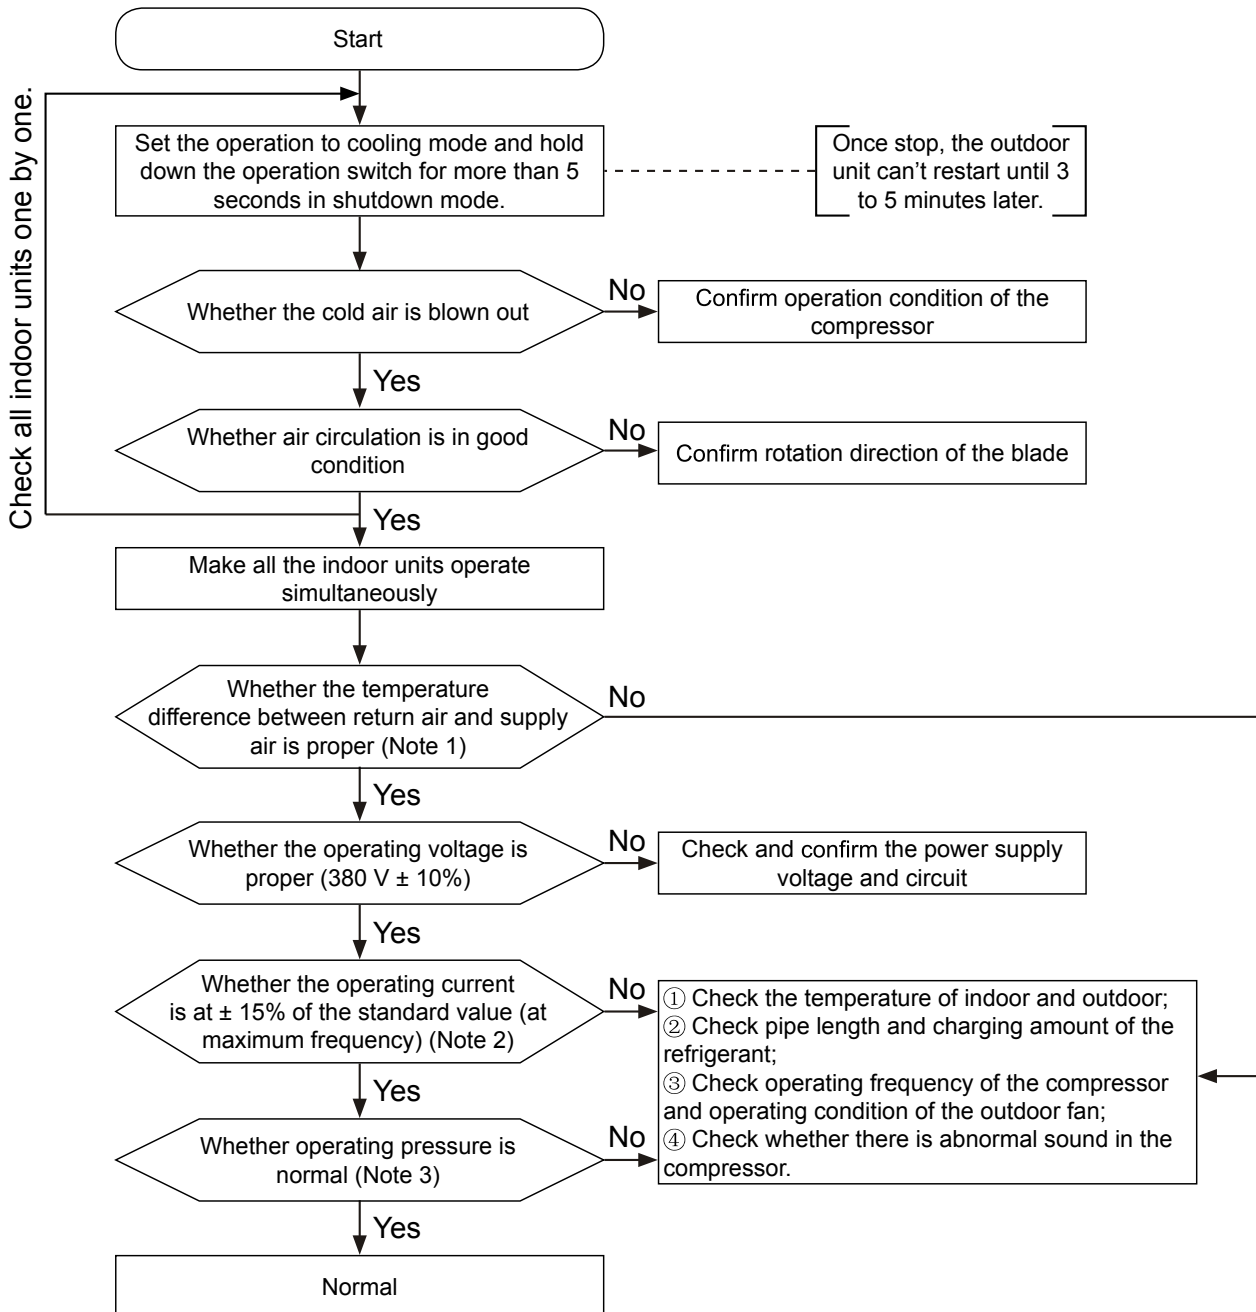 Start
Check all indoor units one by one.
Set the operation to cooling mode and hold
down the operation switch for more than 5
seconds in shutdown mode.
Once stop, the outdoor
unit can't restart until 3
to 5 minutes later.
Whether the cold air is blown out
No
Confirm operation condition of the
compressor
Yes
Whether air circulation is in good
condition
No
Confirm rotation direction of the blade
Yes
Make all the indoor units operate
simultaneously
Whether the temperature
difference between return air and supply
air is proper (Note 1)
No
Yes
Whether the operating voltage is
proper (380 V ± 10%)
No
Check and confirm the power supply
voltage and circuit
Yes
Whether the operating current
is at ± 15% of the standard value (at
maximum frequency) (Note 2)
No
① Check the temperature of indoor and outdoor;
② Check pipe length and charging amount of the
refrigerant;
③ Check operating frequency of the compressor
and operating condition of the outdoor fan;
④ Check whether there is abnormal sound in the
compressor.
Yes
Whether operating pressure is
normal (Note 3)
No
Yes
Normal